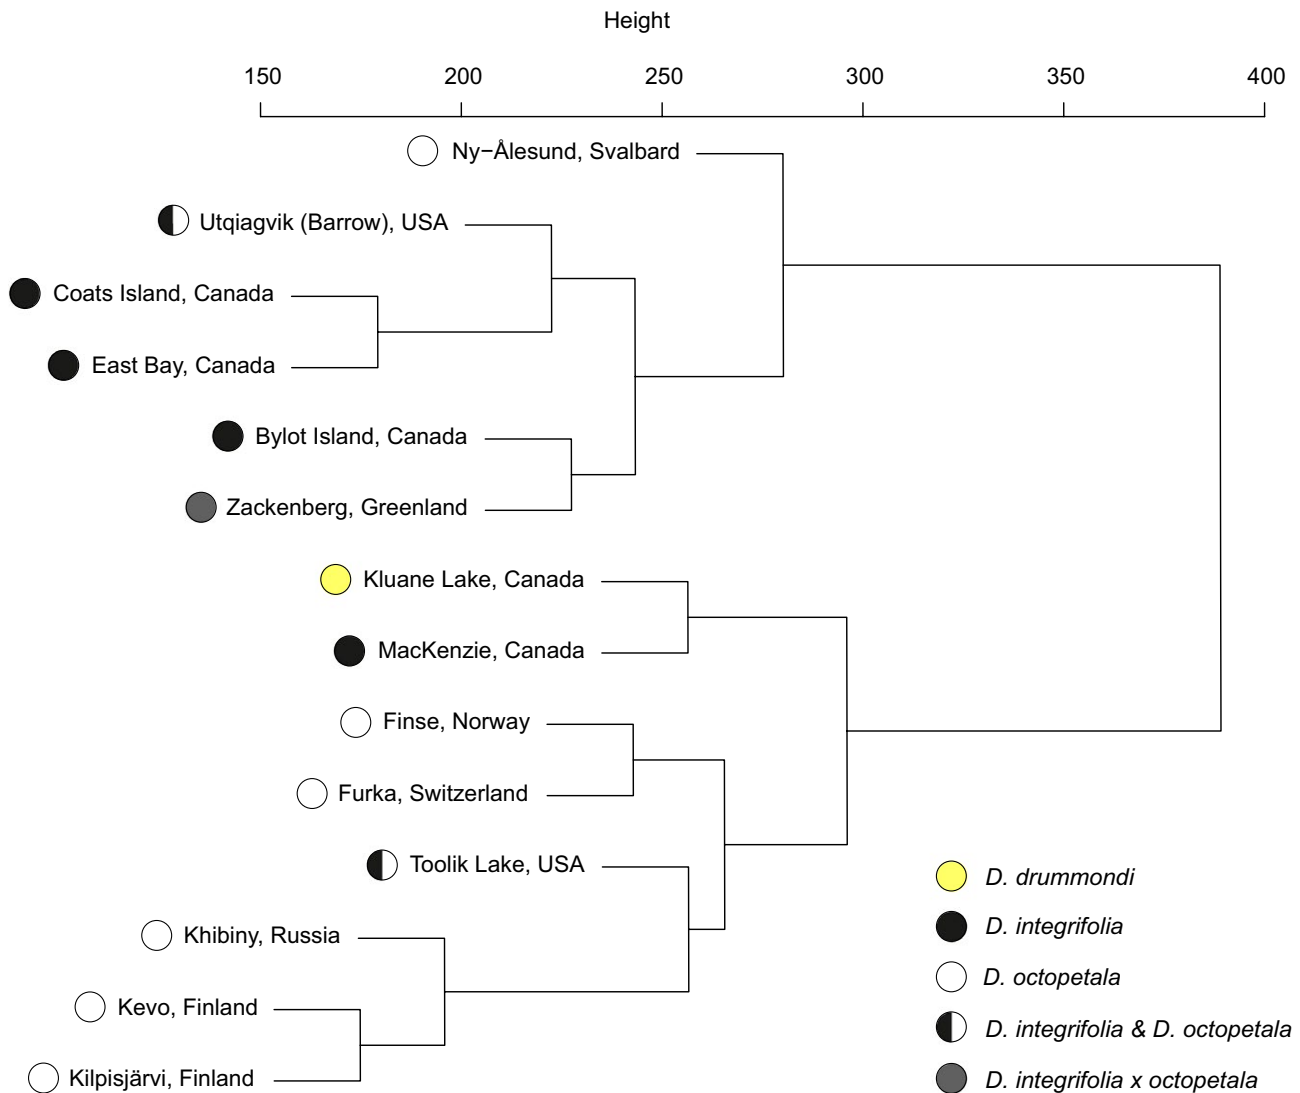 Height
150 200 250 300 350 400
Ny−Ålesund, Svalbard
Utqiagvik (Barrow), USA
Coats Island, Canada
East Bay, Canada
Bylot Island, Canada
Zackenberg, Greenland
Kluane Lake, Canada
MacKenzie, Canada
Finse, Norway
Furka, Switzerland
Toolik Lake, USA
Khibiny, Russia
Kevo, Finland
Kilpisjärvi, Finland
D. drummondi
D. integrifolia
D. octopetala
D. integrifolia & D. octopetala
D. integrifolia x octopetala